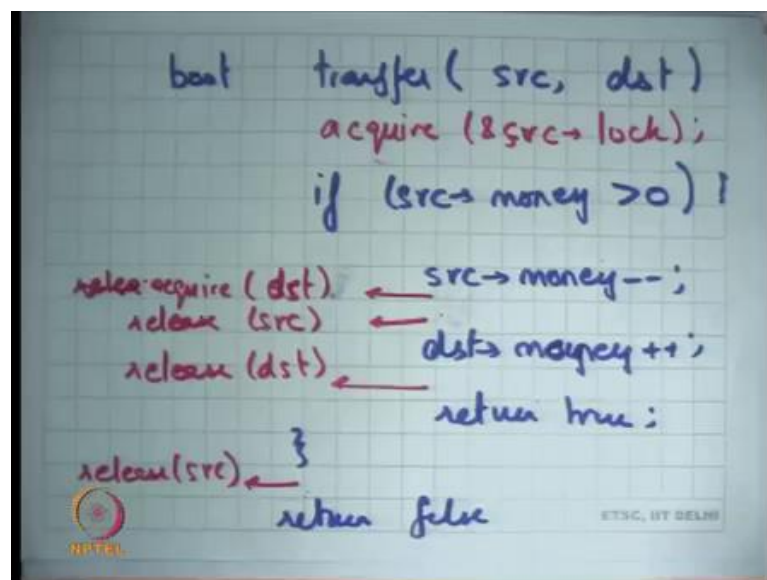 bool transfer( src, dst)
acquire (&src→ lock);
if (src→ money >0) {
acquire (dst) ← src→ money--;
release (src) ←
dst→ money ++;
release (dst) ←
return true;
}
release(src) ←
return false
ETSC, IIT DELHI
NPTEL